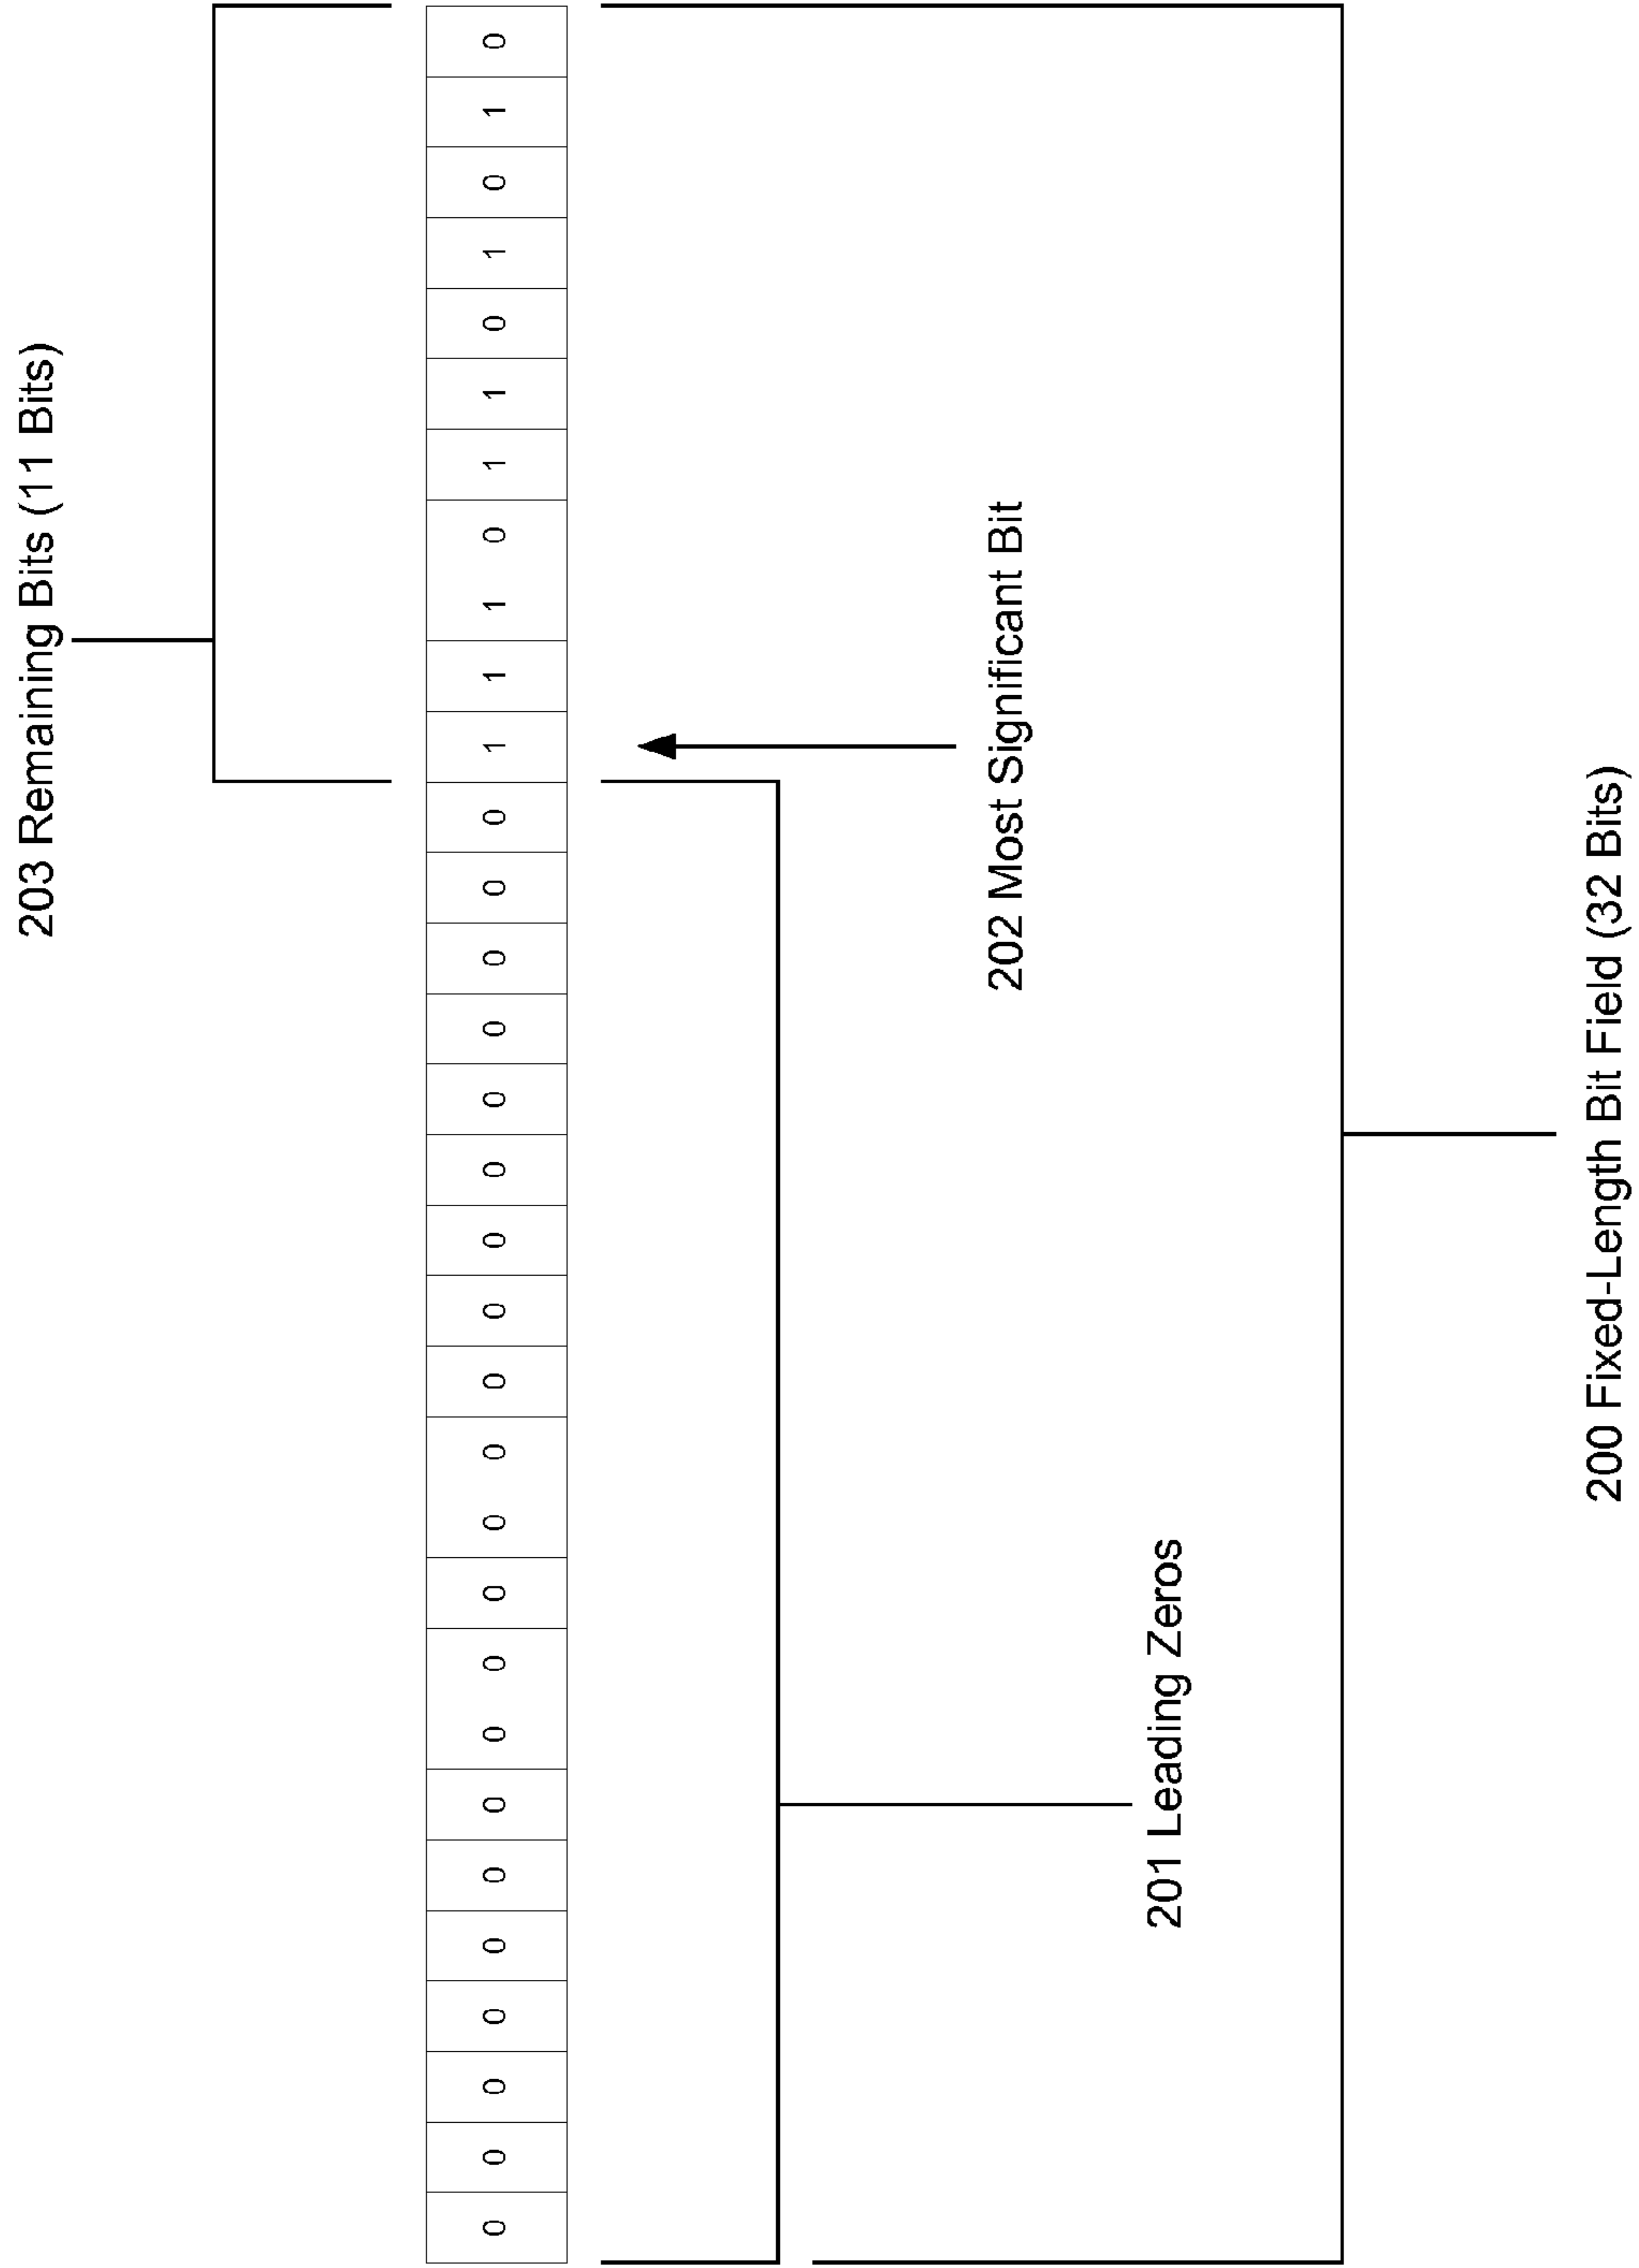 203 Remaining Bits (11 Bits)
0 0 0 0 0 0 0 0 0 0 0 0 0 0 0 0 0 0 0 0 0 1 1 1 0 1 1 0 1 0 1 0
202 Most Significant Bit
201 Leading Zeros
200 Fixed-Length Bit Field (32 Bits)